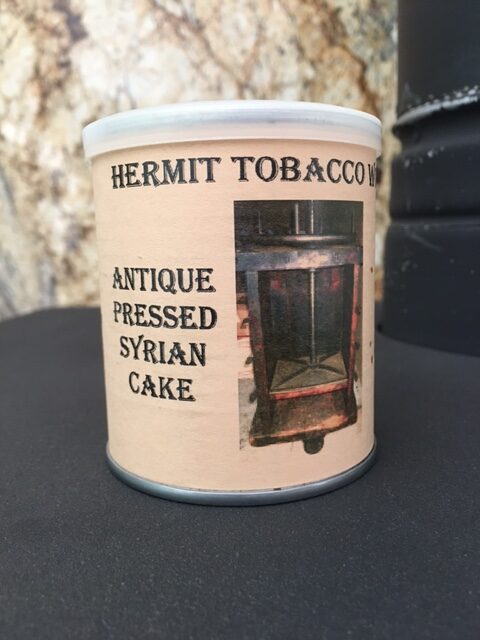 HERMIT TOBACCO
ANTIQUE
PRESSED
SYRIAN
CAKE